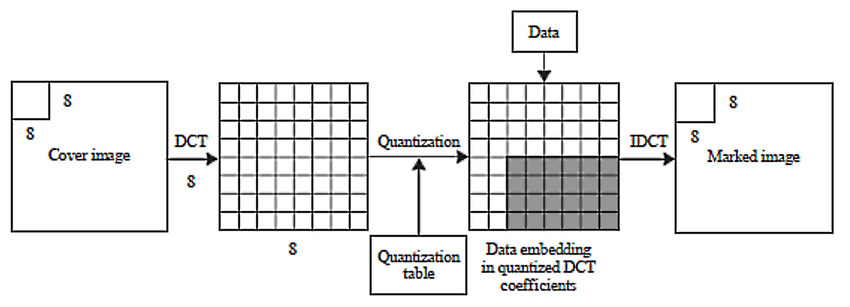 Data
8
8
Cover image
DCT
8
8
Quantization
Quantization
table
Data embedding
in quantized DCT
coefficients
IDCT
8
8
Marked image